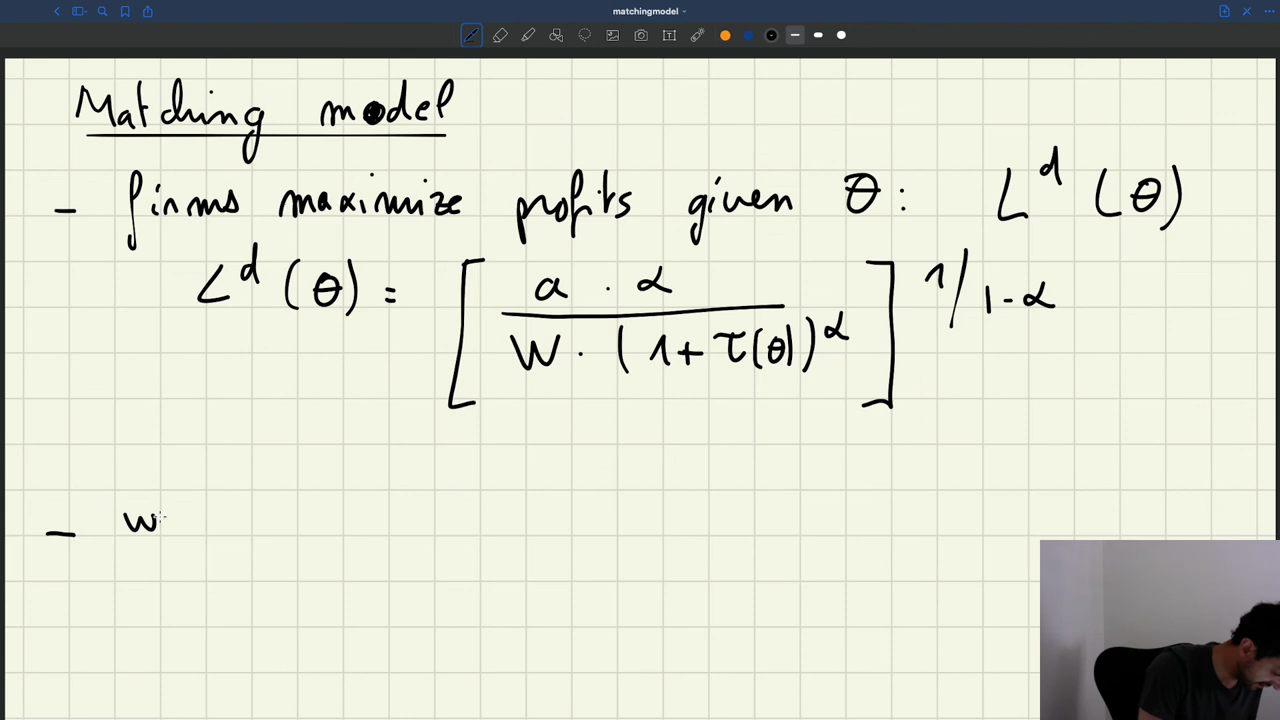 matchingmodel
Matching model
- firms maximize profits given θ: L^d (θ)
L^d (θ) = [ a · α / W · (1 + τ(θ))^α ]^1/1-α
- w